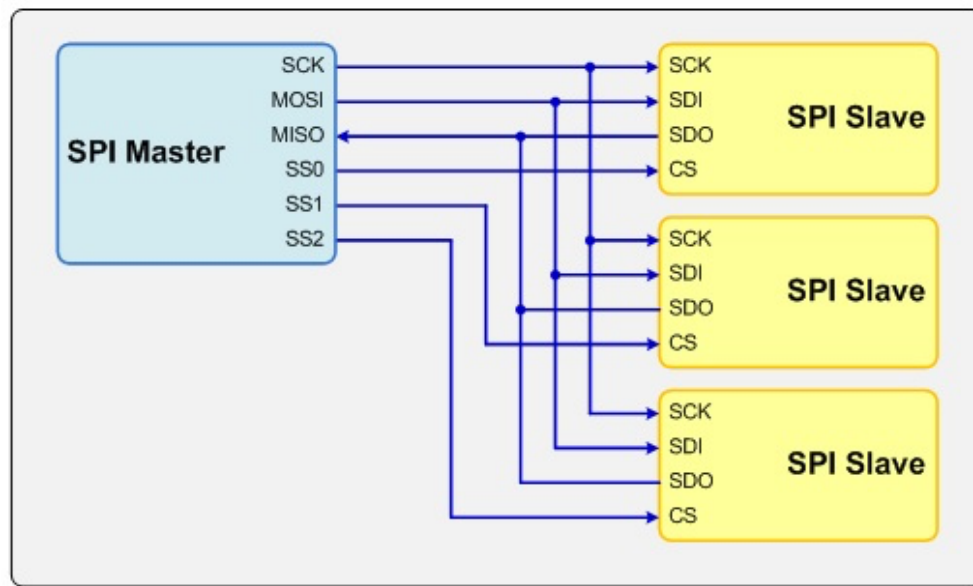 SPI Master
SCK
MOSI
MISO
SS0
SS1
SS2
SCK
SDI
SDO
CS
SPI Slave
SCK
SDI
SDO
CS
SPI Slave
SCK
SDI
SDO
CS
SPI Slave